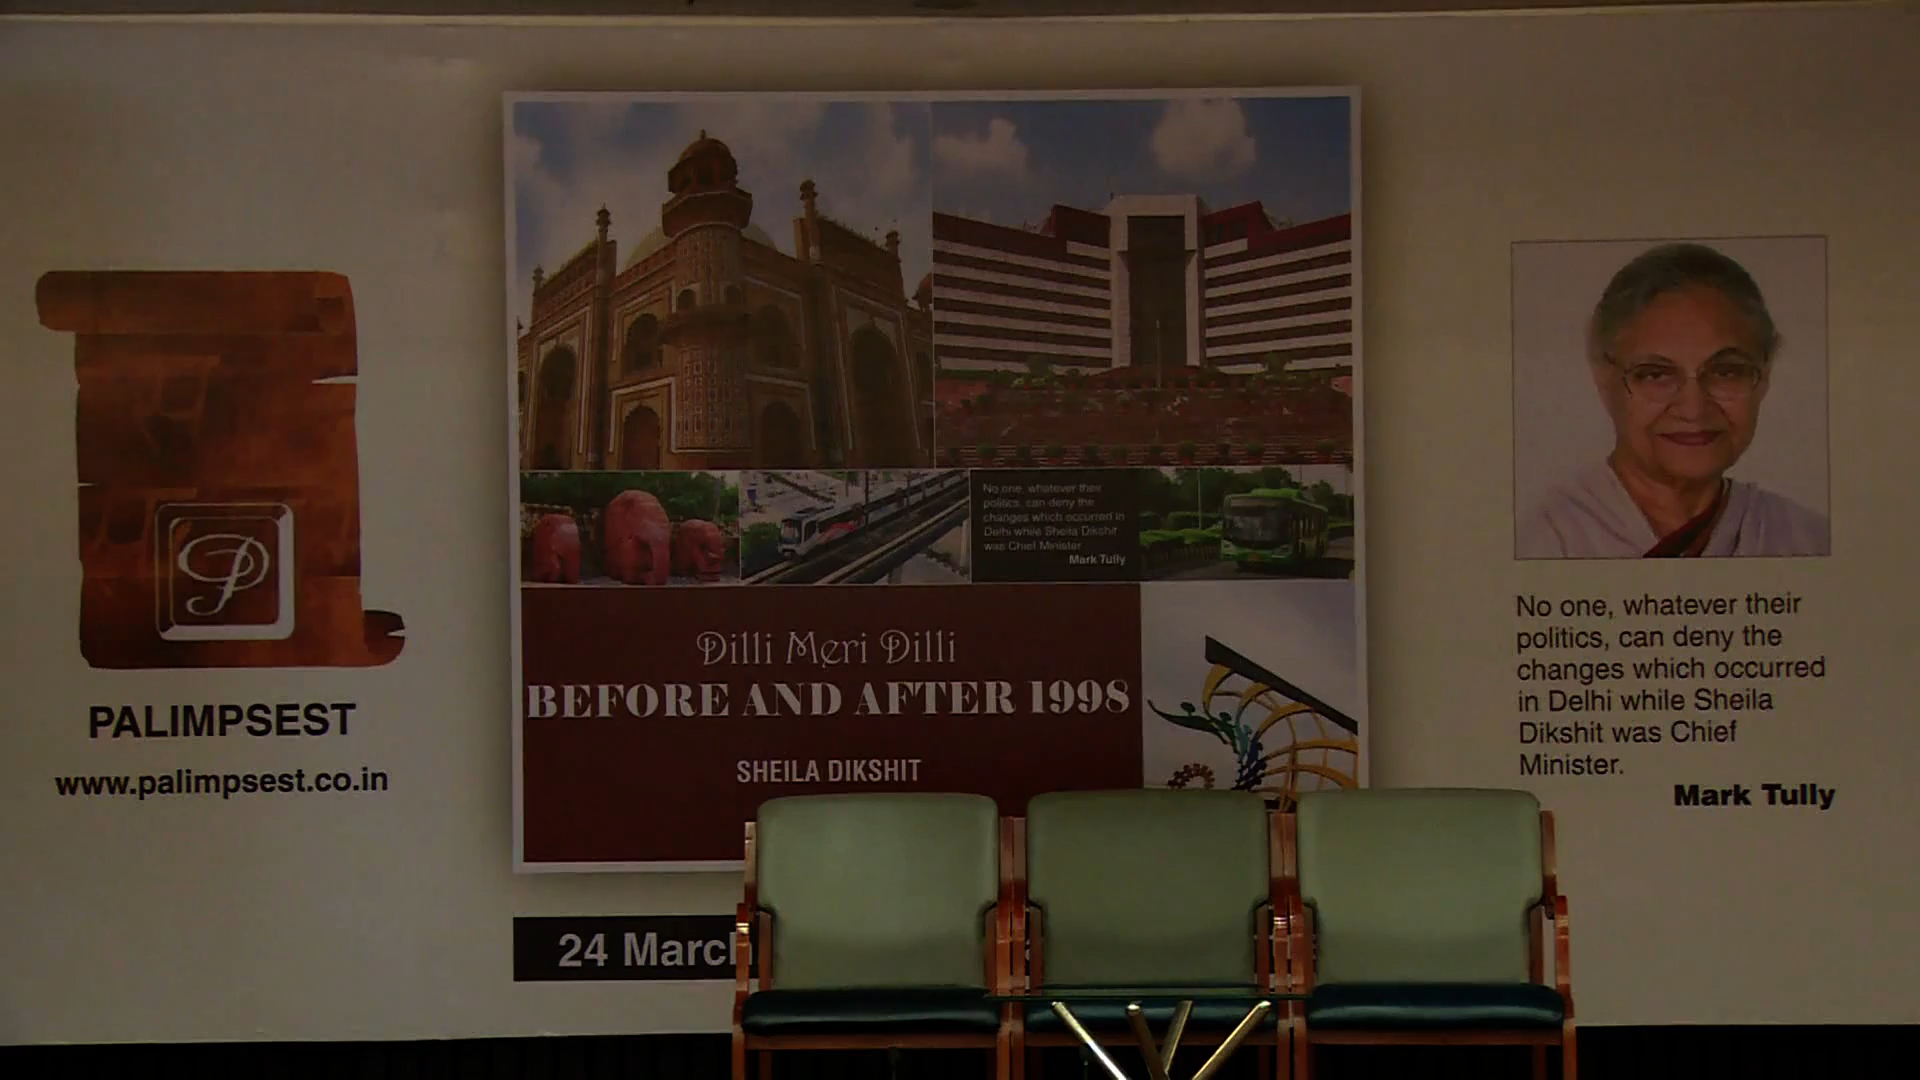 P
PALIMPSEST
www.palimpsest.co.in
No one, whatever their
politics, can deny the
changes which occurred in
Delhi while Sheila Dikshit
was Chief Minister
Mark Tully
Dilli Meri Dilli
BEFORE AND AFTER 1998
SHEILA DIKSHIT
24 March
No one, whatever their
politics, can deny the
changes which occurred
in Delhi while Sheila
Dikshit was Chief
Minister.
Mark Tully